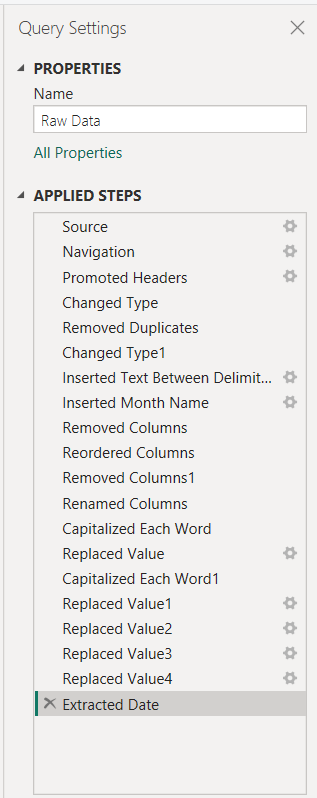 Query Settings
PROPERTIES
Name
Raw Data
All Properties
APPLIED STEPS
Source
Navigation
Promoted Headers
Changed Type
Removed Duplicates
Changed Type1
Inserted Text Between Delimit...
Inserted Month Name
Removed Columns
Reordered Columns
Removed Columns1
Renamed Columns
Capitalized Each Word
Replaced Value
Capitalized Each Word1
Replaced Value1
Replaced Value2
Replaced Value3
Replaced Value4
Extracted Date